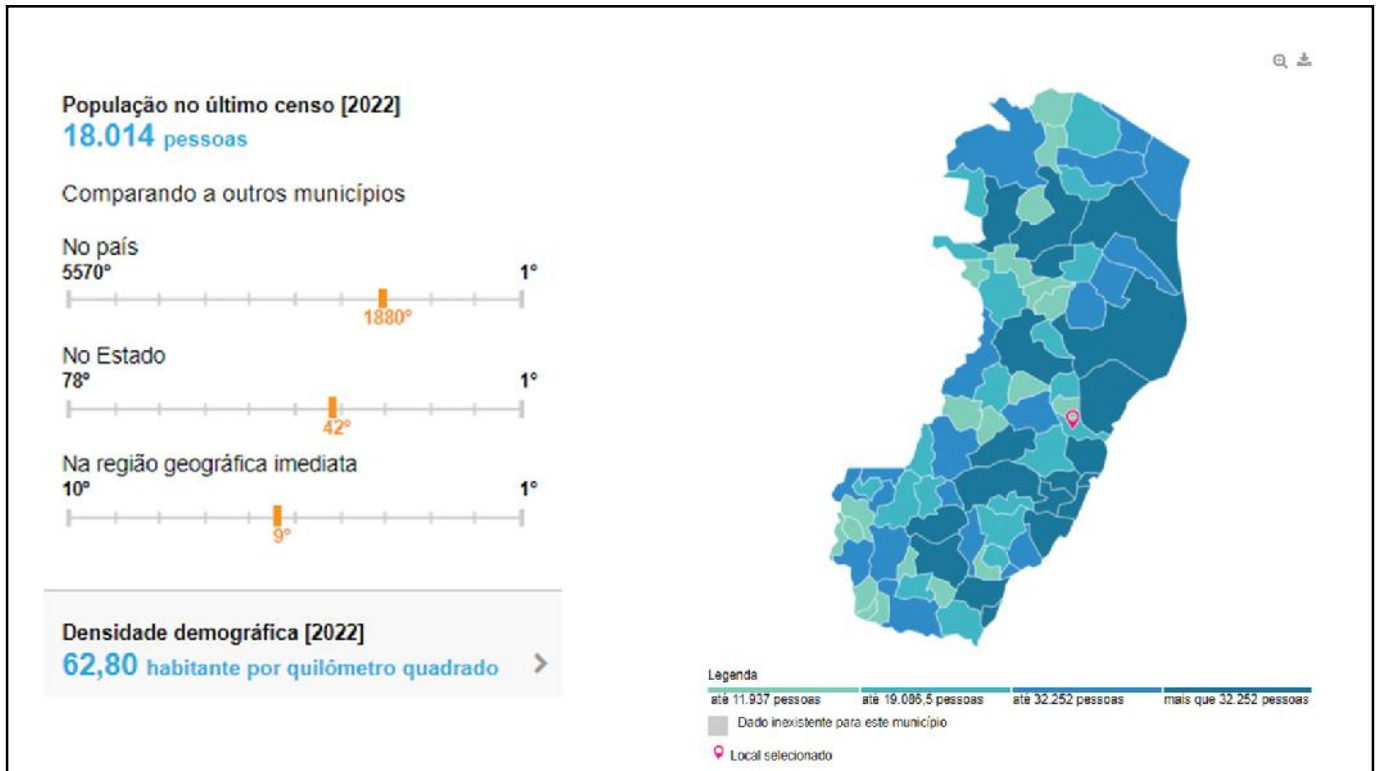 População no último censo [2022]
18.014 pessoas
Comparando a outros municípios
No país
5570° 1°
1880°
No Estado
78° 1°
42°
Na região geográfica imediata
10° 1°
9°
Densidade demográfica [2022]
62,80 habitante por quilômetro quadrado
Legenda
até 11.937 pessoas até 19.086,5 pessoas até 32.252 pessoas mais que 32.252 pessoas
Dado inexistente para este município
Local selecionado